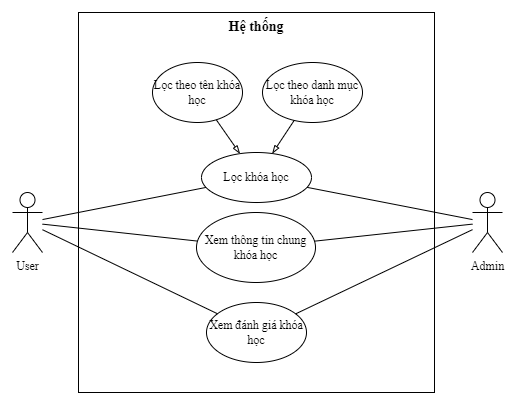 Hệ thống
Lọc theo tên khóa
học
Lọc theo danh mục
khóa học
Lọc khóa học
Xem thông tin chung
khóa học
User
Admin
Xem đánh giá khóa
học